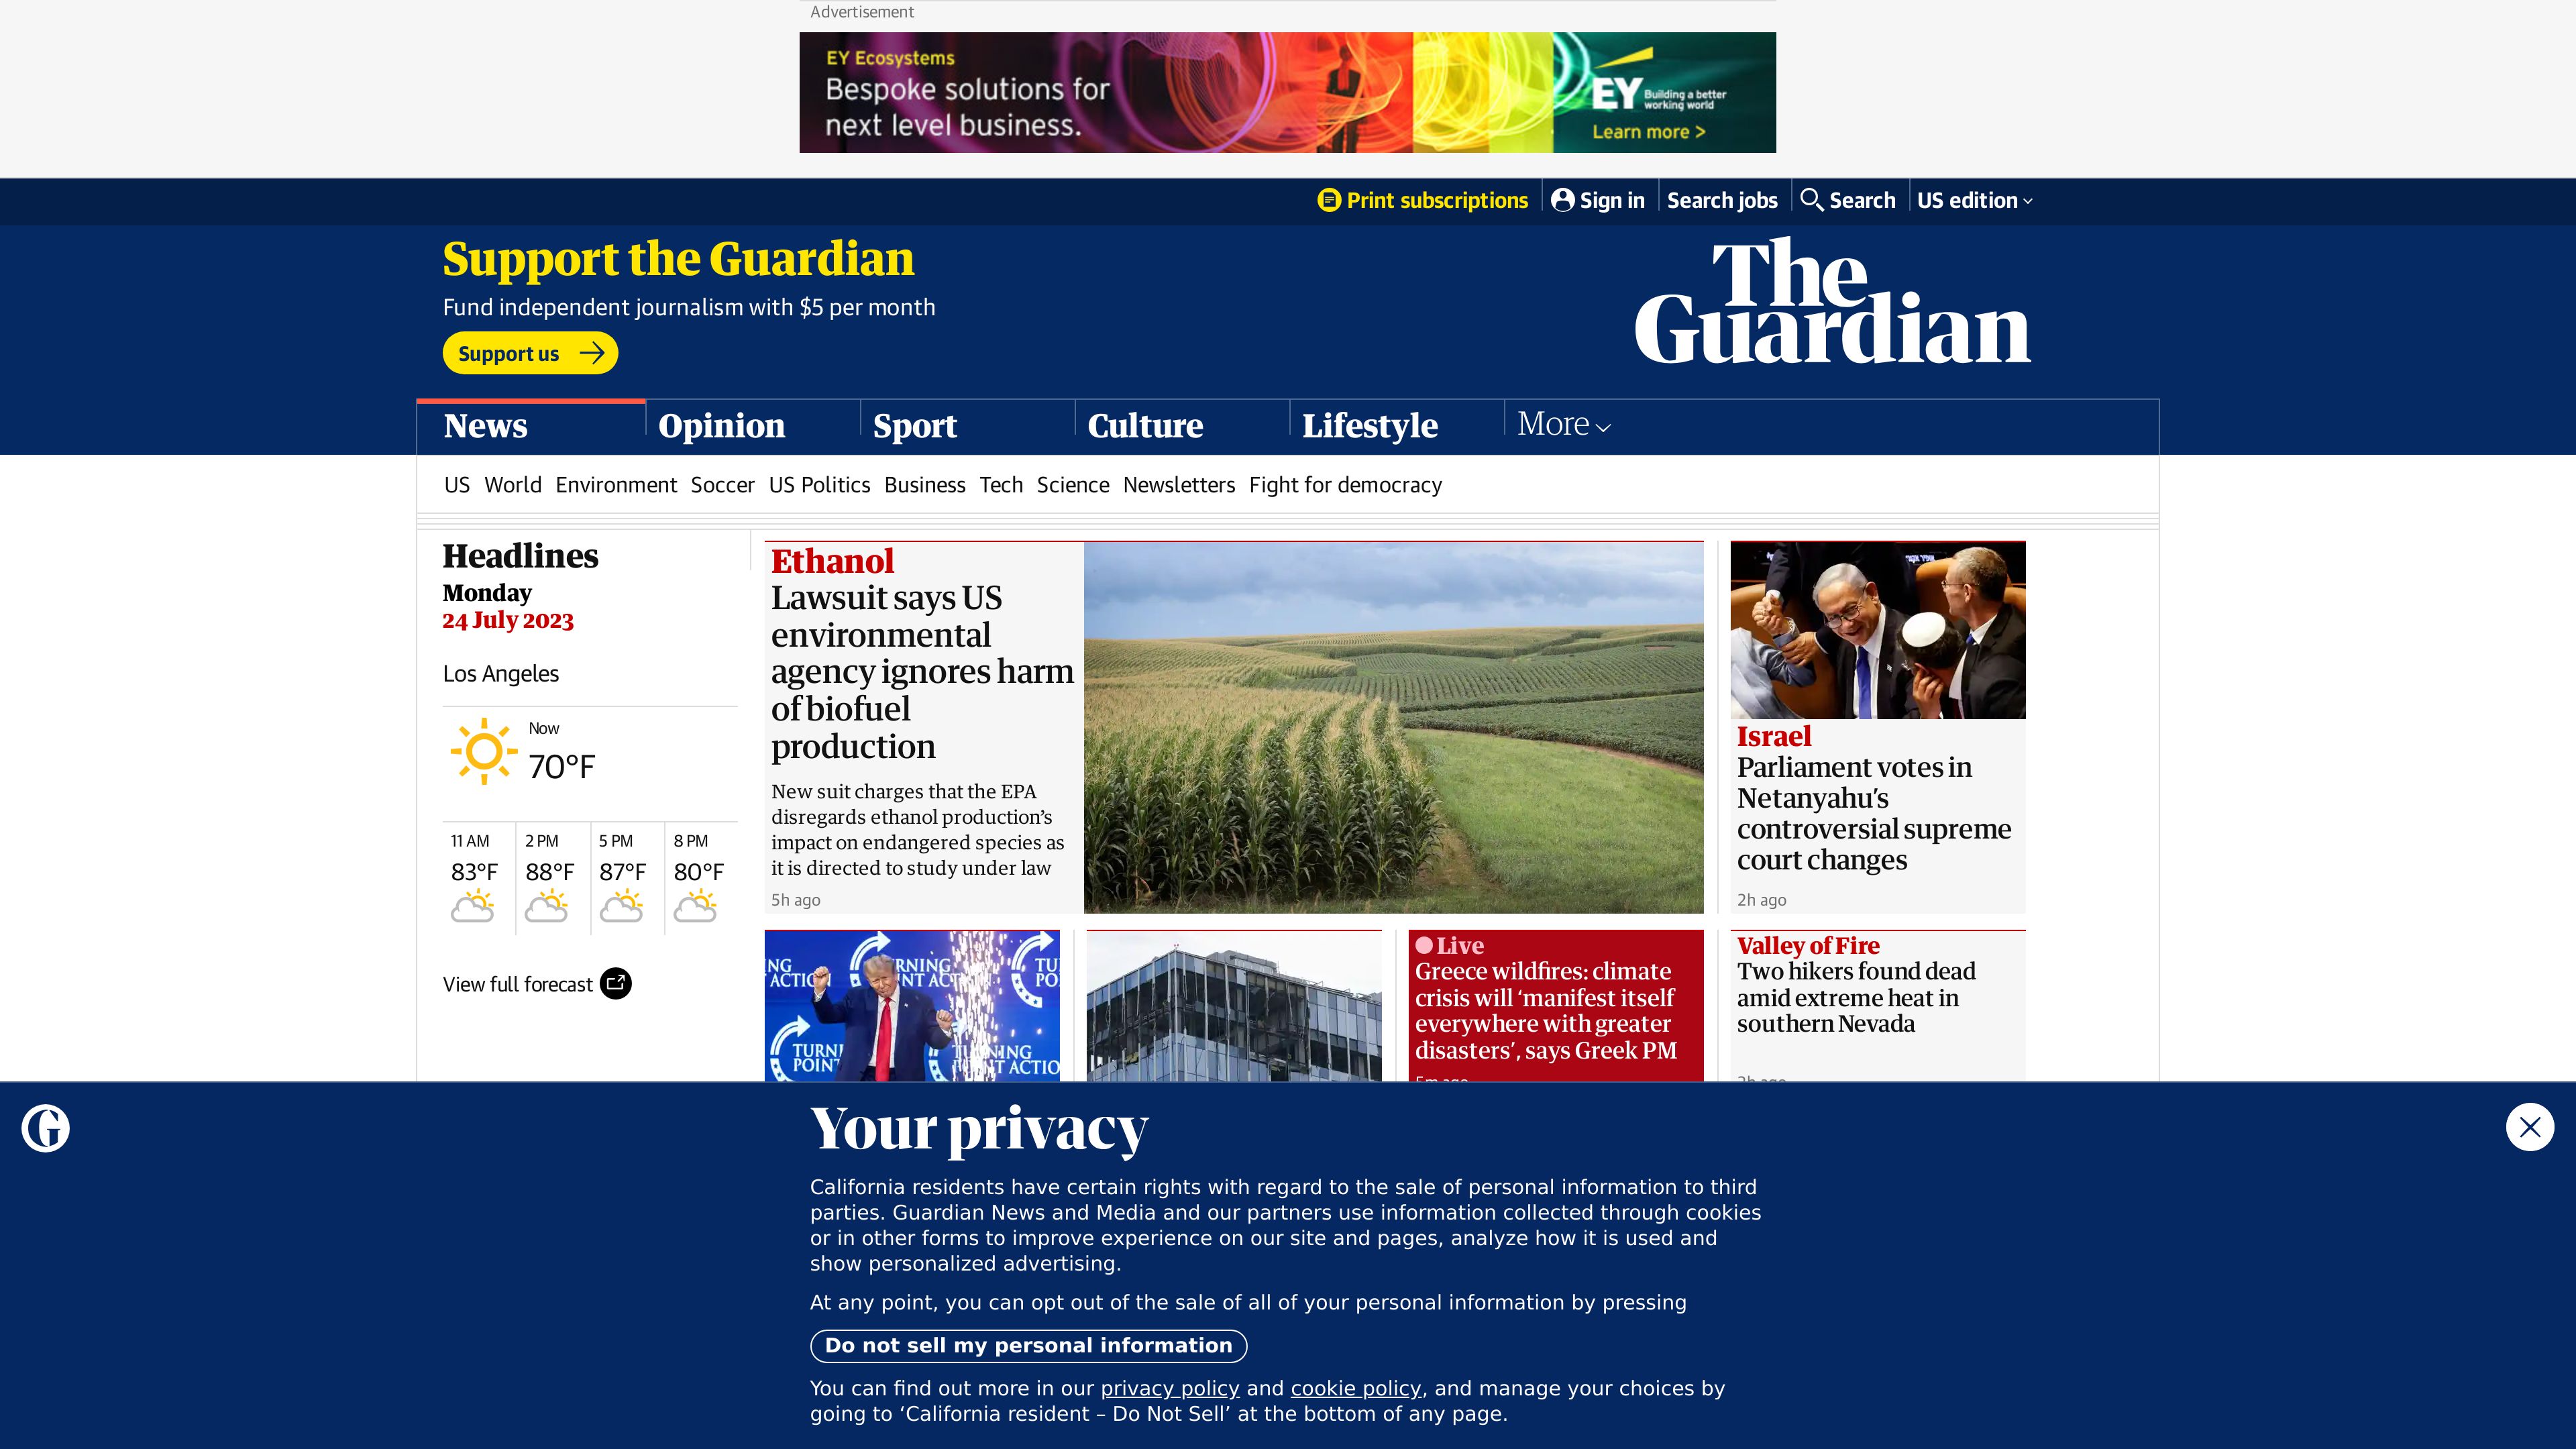 Advertisement
EY Ecosystems
Bespoke solutions for
next level business.
EY
Building a better
working world
Learn more >
Print subscriptions
Sign in
Search jobs
Search
US edition
Support the Guardian
Fund independent journalism with $5 per month
Support us
The
Guardian
News
Opinion
Sport
Culture
Lifestyle
More
US World Environment Soccer US Politics Business Tech Science Newsletters Fight for democracy
Headlines
Monday
24 July 2023
Los Angeles
Now
70°F
11 AM 2 PM 5 PM 8 PM
83°F 88°F 87°F 80°F
View full forecast
Ethanol
Lawsuit says US
environmental
agency ignores harm
of biofuel
production
New suit charges that the EPA
disregards ethanol production’s
impact on endangered species as
it is directed to study under law
5h ago
Israel
Parliament votes in
Netanyahu’s
controversial supreme
court changes
2h ago
Live
Greece wildfires: climate
crisis will ‘manifest itself
everywhere with greater
disasters’, says Greek PM
5m ago
Valley of Fire
Two hikers found dead
amid extreme heat in
southern Nevada
G
Your privacy
California residents have certain rights with regard to the sale of personal information to third
parties. Guardian News and Media and our partners use information collected through cookies
or in other forms to improve experience on our site and pages, analyze how it is used and
show personalized advertising.
At any point, you can opt out of the sale of all of your personal information by pressing
Do not sell my personal information
You can find out more in our privacy policy and cookie policy, and manage your choices by
going to ‘California resident – Do Not Sell’ at the bottom of any page.